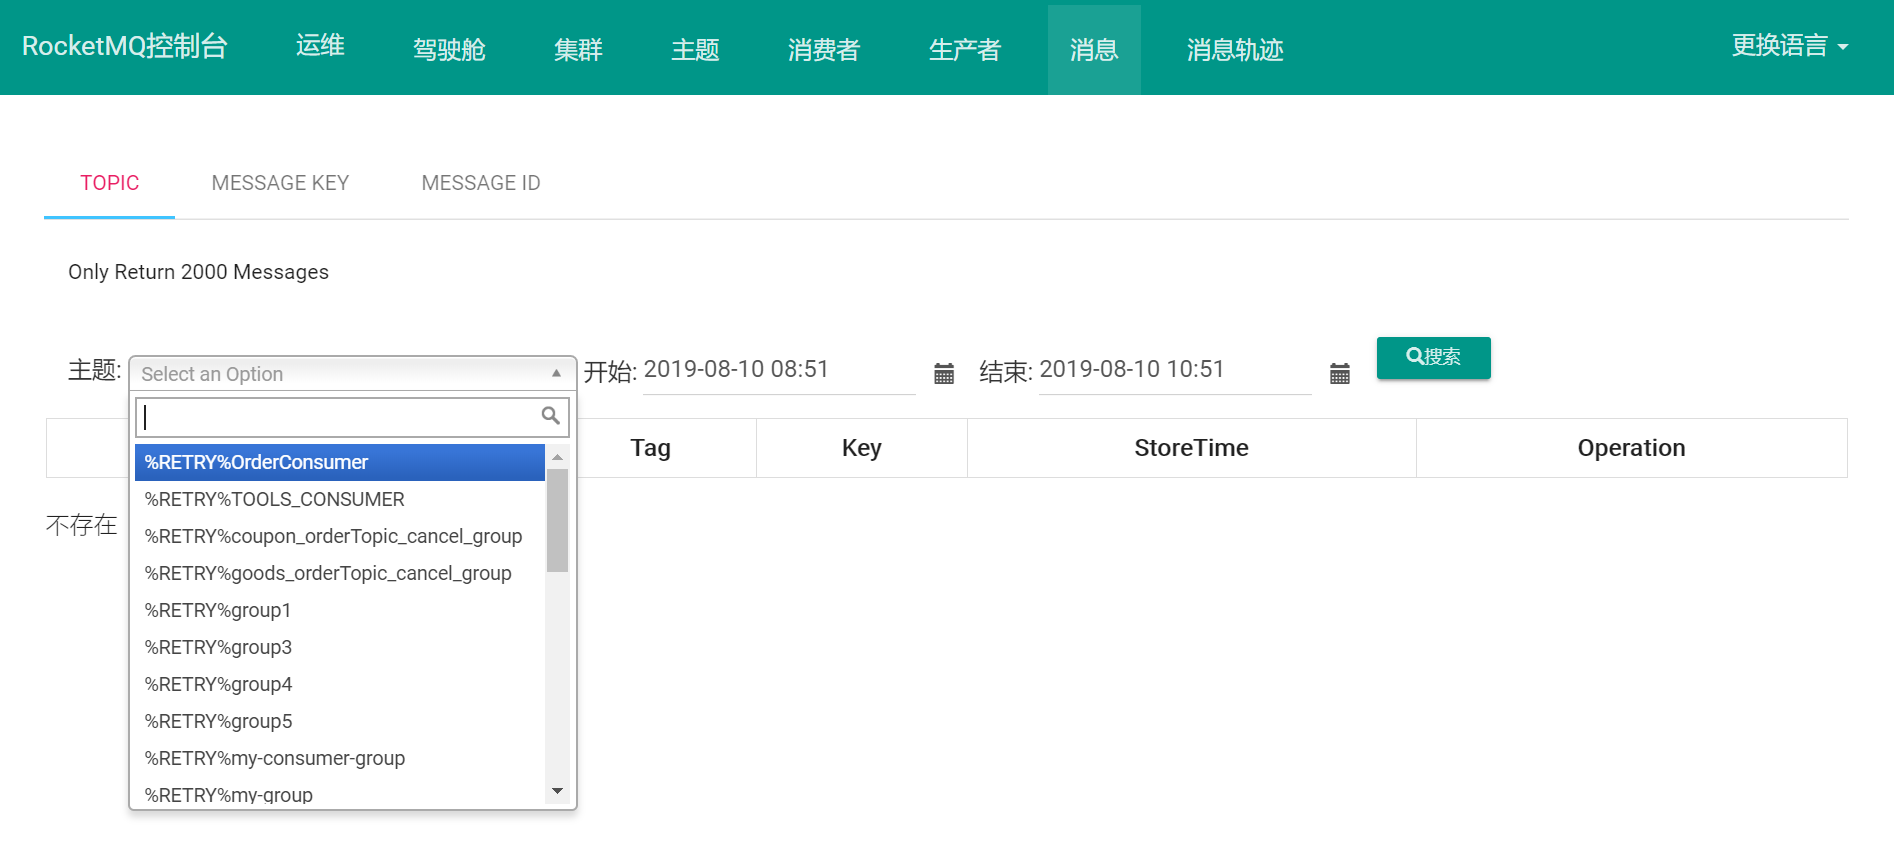 RocketMQ控制台 运维 驾驶舱 集群 主题 消费者 生产者 消息 消息轨迹 更换语言
TOPIC MESSAGE KEY MESSAGE ID
Only Return 2000 Messages
主题: Select an Option 开始: 2019-08-10 08:51 结束: 2019-08-10 10:51 搜索
Tag Key StoreTime Operation
不存在
%RETRY%OrderConsumer
%RETRY%TOOLS_CONSUMER
%RETRY%coupon_orderTopic_cancel_group
%RETRY%goods_orderTopic_cancel_group
%RETRY%group1
%RETRY%group3
%RETRY%group4
%RETRY%group5
%RETRY%my-consumer-group
%RETRY%my-group